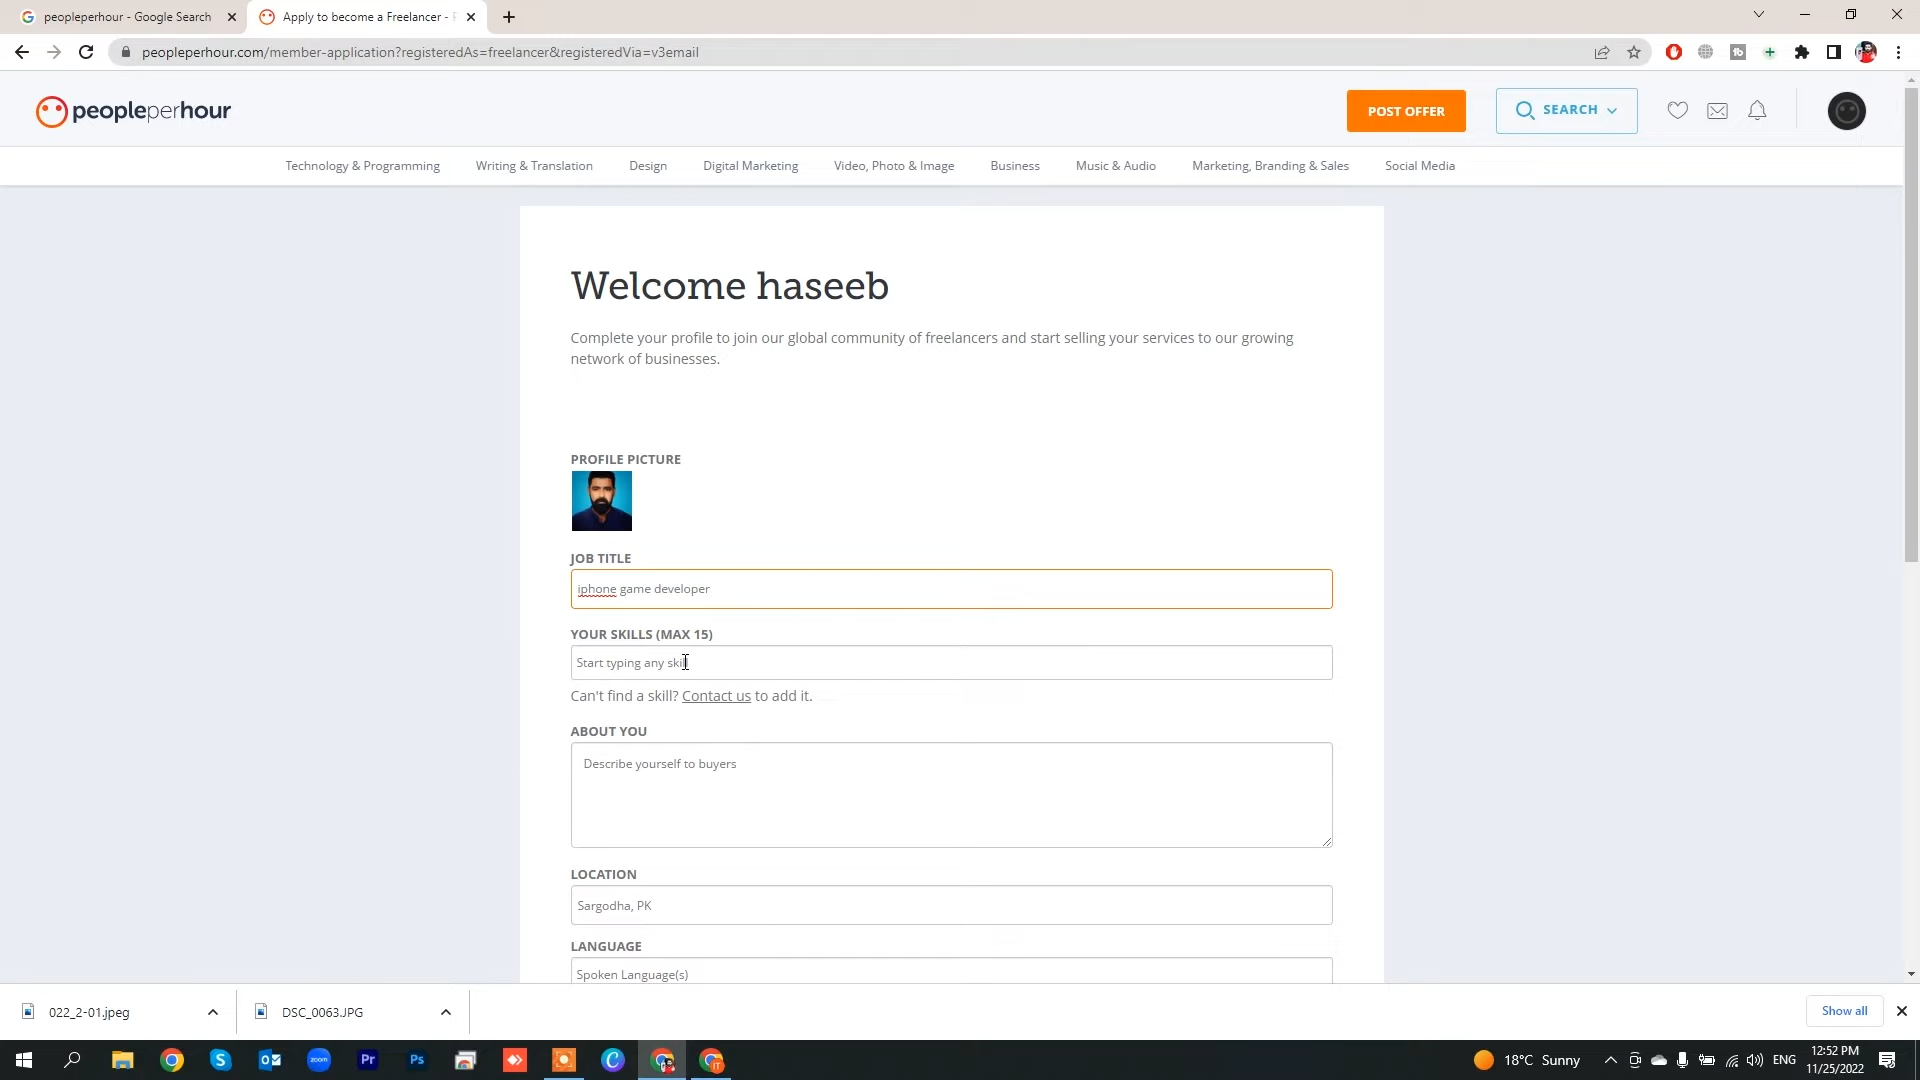 peopleperhour - Google Search
Apply to become a Freelancer -
peopleperhour.com/member-application?registeredAs=freelancer&registeredVia=v3email
peopleperhour
POST OFFER
SEARCH
Technology & Programming
Writing & Translation
Design
Digital Marketing
Video, Photo & Image
Business
Music & Audio
Marketing, Branding & Sales
Social Media
Welcome haseeb
Complete your profile to join our global community of freelancers and start selling your services to our growing
network of businesses.
PROFILE PICTURE
JOB TITLE
iphone game developer
YOUR SKILLS (MAX 15)
Start typing any skill
Can't find a skill? Contact us to add it.
ABOUT YOU
Describe yourself to buyers
LOCATION
Sargodha, PK
LANGUAGE
Spoken Language(s)
022_2-01.jpeg
DSC_0063.JPG
Show all
zoom
Pr
Ps
IT
18°C Sunny
ENG
12:52 PM
11/25/2022